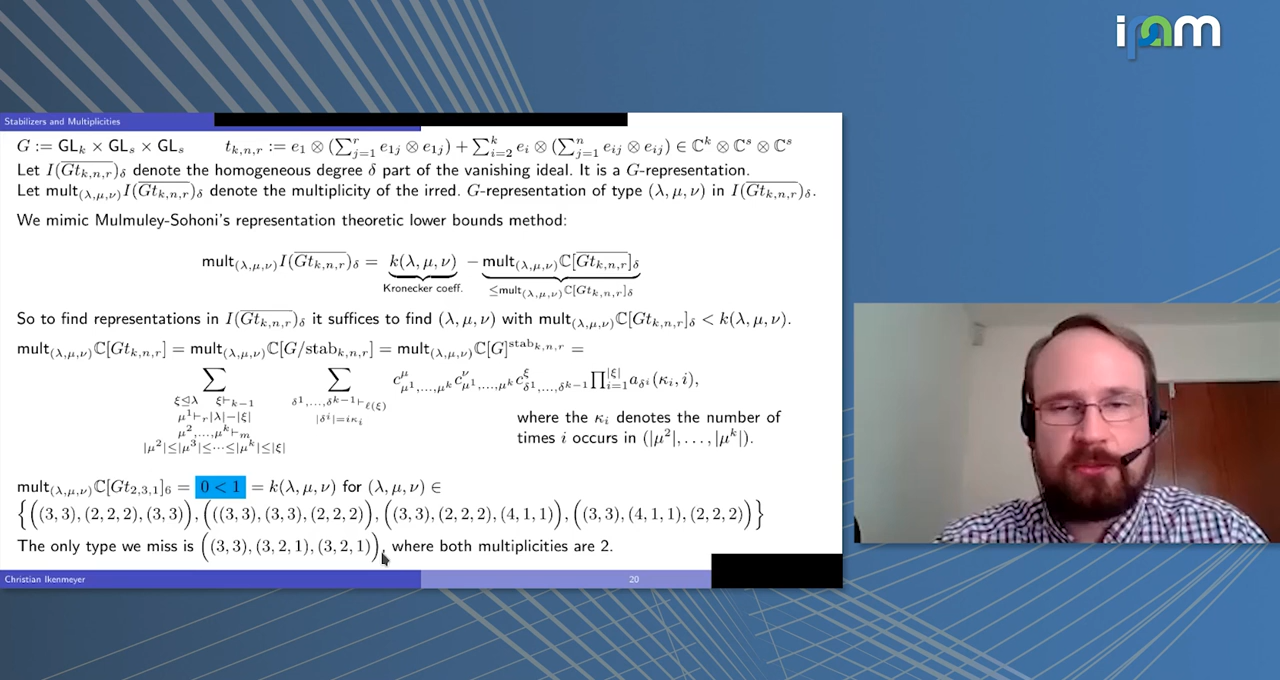 ipam
Stabilizers and Multiplicities
G := GL_k × GL_s × GL_s    t_{k,n,r} := e_1 ⊗ (∑_{j=1}^r e_{1j} ⊗ e_{1j}) + ∑_{i=2}^k e_i ⊗ (∑_{j=1}^n e_{ij} ⊗ e_{ij}) ∈ ℂ^k ⊗ ℂ^s ⊗ ℂ^s
Let I(\overline{Gt_{k,n,r}})_δ denote the homogeneous degree δ part of the vanishing ideal. It is a G-representation.
Let mult_{(λ,μ,ν)}I(\overline{Gt_{k,n,r}})_δ denote the multiplicity of the irred. G-representation of type (λ, μ, ν) in I(\overline{Gt_{k,n,r}})_δ.
We mimic Mulmuley-Sohoni's representation theoretic lower bounds method:
mult_{(λ,μ,ν)}I(\overline{Gt_{k,n,r}})_δ = k(λ, μ, ν) − mult_{(λ,μ,ν)}ℂ[\overline{Gt_{k,n,r}}]_δ
Kronecker coeff.    ≤mult_{(λ,μ,ν)}ℂ[Gt_{k,n,r}]_δ
So to find representations in I(\overline{Gt_{k,n,r}})_δ it suffices to find (λ, μ, ν) with mult_{(λ,μ,ν)}ℂ[Gt_{k,n,r}]_δ < k(λ, μ, ν).
mult_{(λ,μ,ν)}ℂ[Gt_{k,n,r}] = mult_{(λ,μ,ν)}ℂ[G/stab_{k,n,r}] = mult_{(λ,μ,ν)}ℂ[G]^{stab_{k,n,r}} =
∑ ∑ c^μ_{μ^1,...,μ^k} c^ν_{μ^1,...,μ^k} c^ξ_{δ^1,...,δ^{k−1}} ∏_{i=1}^{|ξ|} a_{δ^i}(κ_i, i),
ξ⊴λ ξ⊢_{k−1}    δ^1,...,δ^{k−1}⊢_{ℓ(ξ)}
μ^1⊢_r|λ|−|ξ|    |δ^i|=iκ_i
μ^2,...,μ^k⊢_m
|μ^2|≤|μ^3|≤···≤|μ^k|≤|ξ|
where the κ_i denotes the number of
times i occurs in (|μ^2|, . . . , |μ^k|).
mult_{(λ,μ,ν)}ℂ[Gt_{2,3,1}]_6 = 0 < 1 = k(λ, μ, ν) for (λ, μ, ν) ∈
{((3, 3), (2, 2, 2), (3, 3)), (((3, 3), (3, 3), (2, 2, 2)), ((3, 3), (2, 2, 2), (4, 1, 1)), ((3, 3), (4, 1, 1), (2, 2, 2))}
The only type we miss is ((3, 3), (3, 2, 1), (3, 2, 1)), where both multiplicities are 2.
Christian Ikenmeyer    20